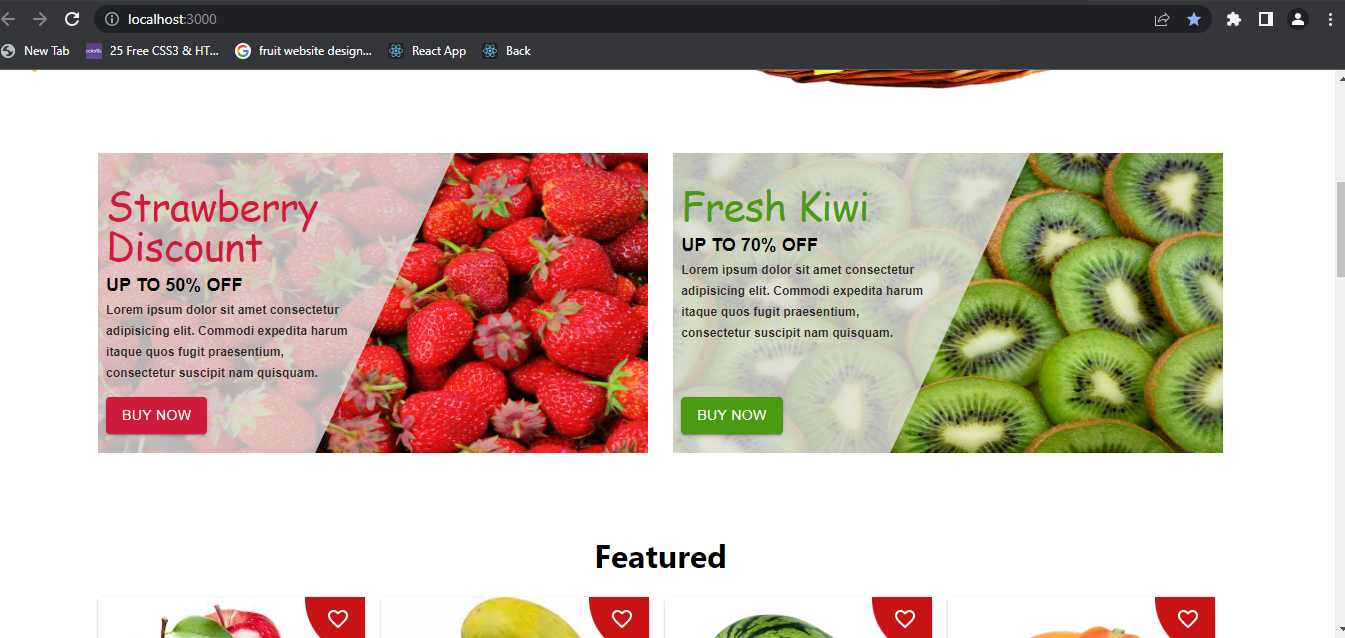 localhost:3000
New Tab
25 Free CSS3 & HT...
fruit website design...
React App
Back
Strawberry
Discount
UP TO 50% OFF
Lorem ipsum dolor sit amet consectetur
adipisicing elit. Commodi expedita harum
itaque quos fugit praesentium,
consectetur suscipit nam quisquam.
BUY NOW
Fresh Kiwi
UP TO 70% OFF
Lorem ipsum dolor sit amet consectetur
adipisicing elit. Commodi expedita harum
itaque quos fugit praesentium,
consectetur suscipit nam quisquam.
BUY NOW
Featured